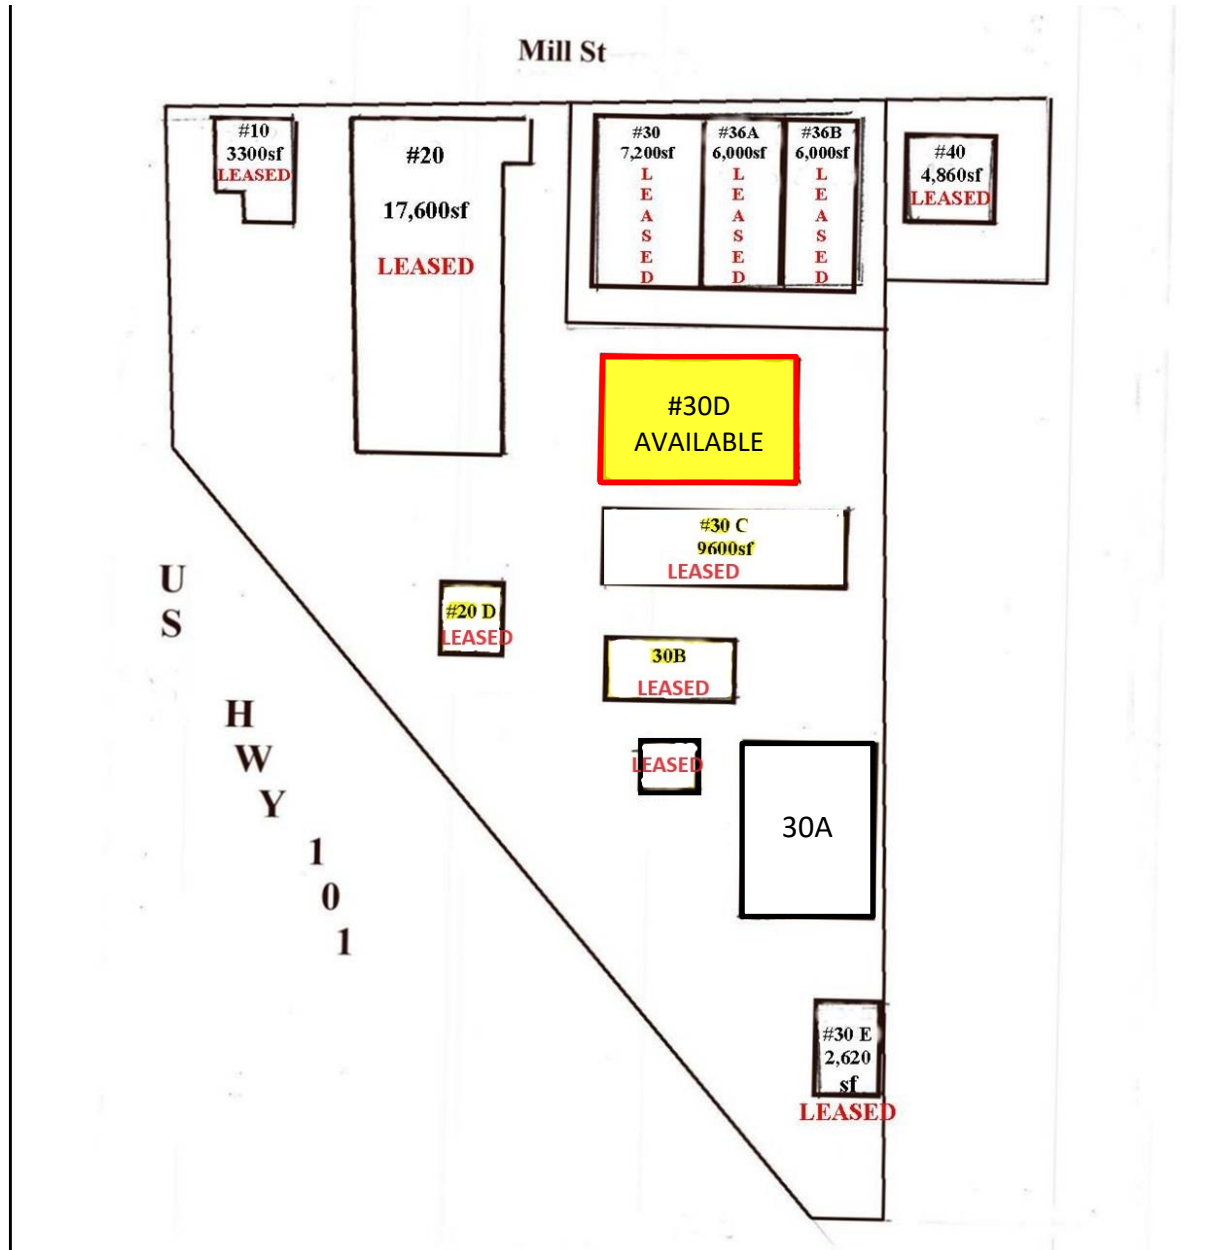 Mill St
#10
3300sf
LEASED
#20
17,600sf
LEASED
#30
7,200sf
L
E
A
S
E
D
#36A
6,000sf
L
E
A
S
E
D
#36B
6,000sf
L
E
A
S
E
D
#40
4,860sf
LEASED
#30D
AVAILABLE
#30 C
9600sf
LEASED
#20 D
LEASED
30B
LEASED
LEASED
30A
#30 E
2,620
sf
LEASED
U
S
H
W
Y
1
0
1